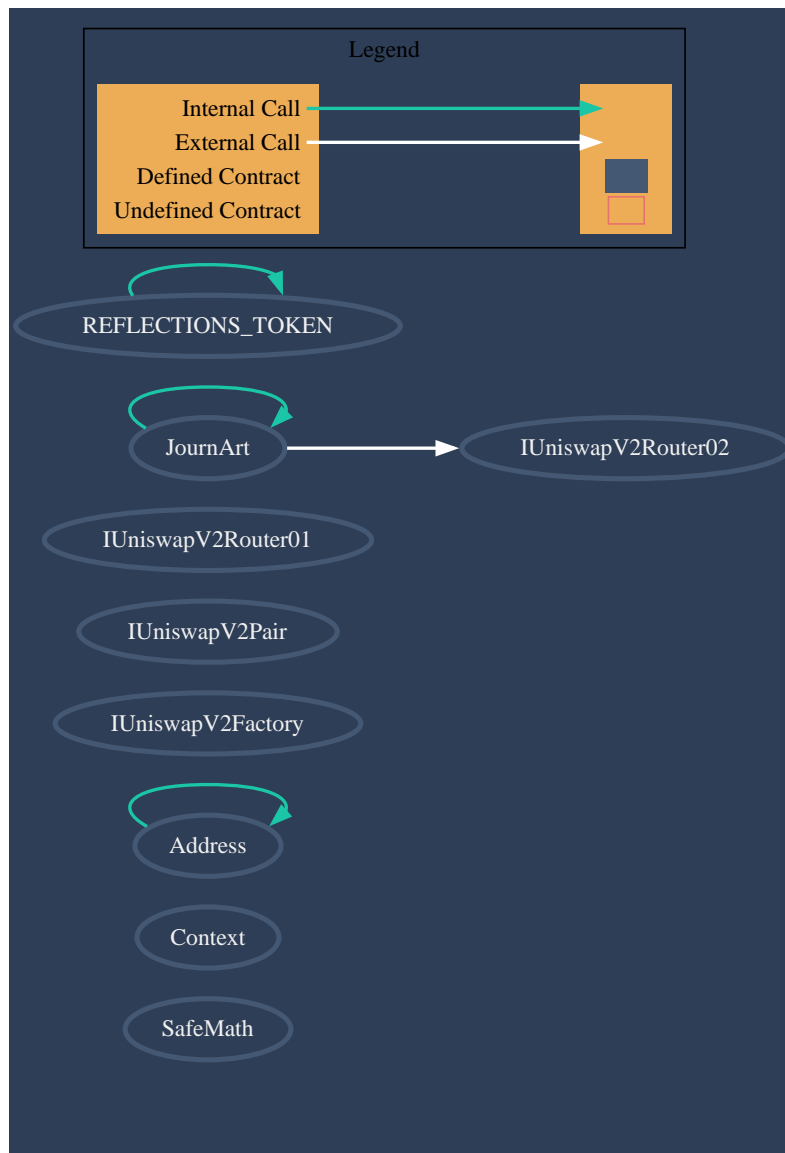 Legend
Internal Call
External Call
Defined Contract
Undefined Contract
REFLECTIONS_TOKEN
JournArt
IUniswapV2Router02
IUniswapV2Router01
IUniswapV2Pair
IUniswapV2Factory
Address
Context
SafeMath